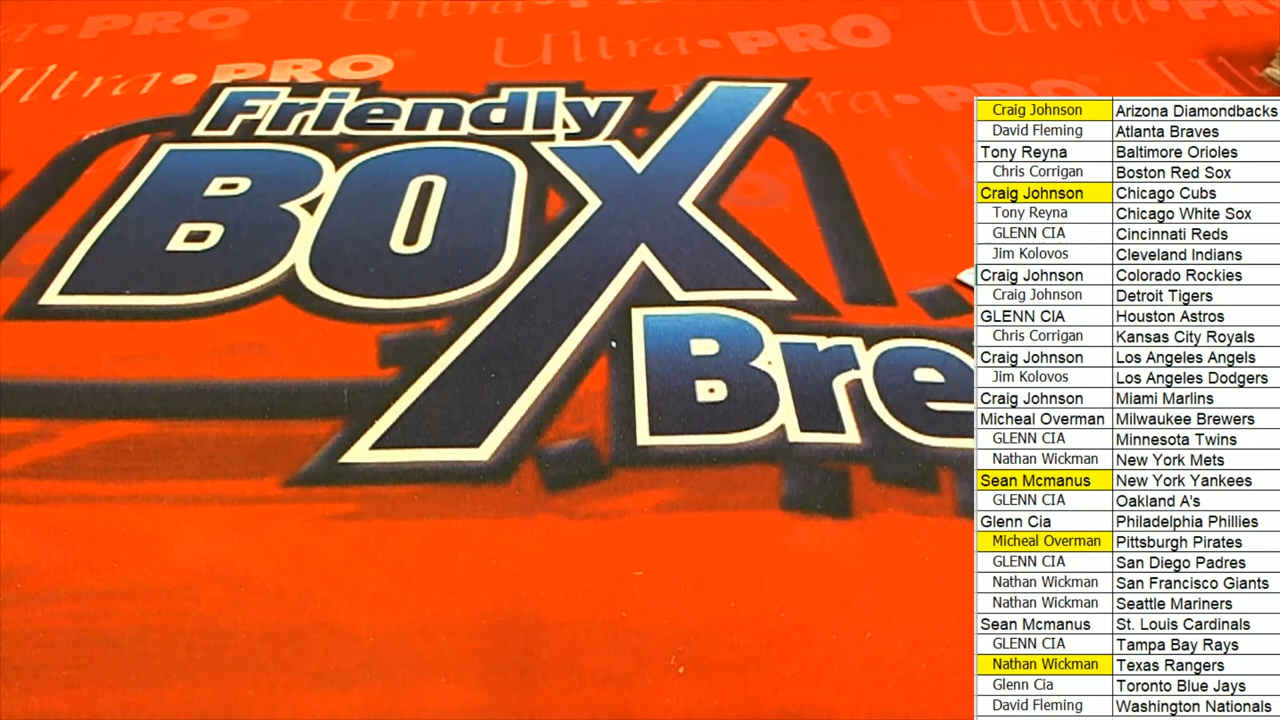 Ultra•PRO
Ultra•PRO
Ultra•PRO
Friendly
BOX
Bre
Craig Johnson Arizona Diamondbacks
David Fleming Atlanta Braves
Tony Reyna Baltimore Orioles
Chris Corrigan Boston Red Sox
Craig Johnson Chicago Cubs
Tony Reyna Chicago White Sox
GLENN CIA Cincinnati Reds
Jim Kolovos Cleveland Indians
Craig Johnson Colorado Rockies
Craig Johnson Detroit Tigers
GLENN CIA Houston Astros
Chris Corrigan Kansas City Royals
Craig Johnson Los Angeles Angels
Jim Kolovos Los Angeles Dodgers
Craig Johnson Miami Marlins
Micheal Overman Milwaukee Brewers
GLENN CIA Minnesota Twins
Nathan Wickman New York Mets
Sean Mcmanus New York Yankees
GLENN CIA Oakland A's
Glenn Cia Philadelphia Phillies
Micheal Overman Pittsburgh Pirates
GLENN CIA San Diego Padres
Nathan Wickman San Francisco Giants
Nathan Wickman Seattle Mariners
Sean Mcmanus St. Louis Cardinals
GLENN CIA Tampa Bay Rays
Nathan Wickman Texas Rangers
Glenn Cia Toronto Blue Jays
David Fleming Washington Nationals